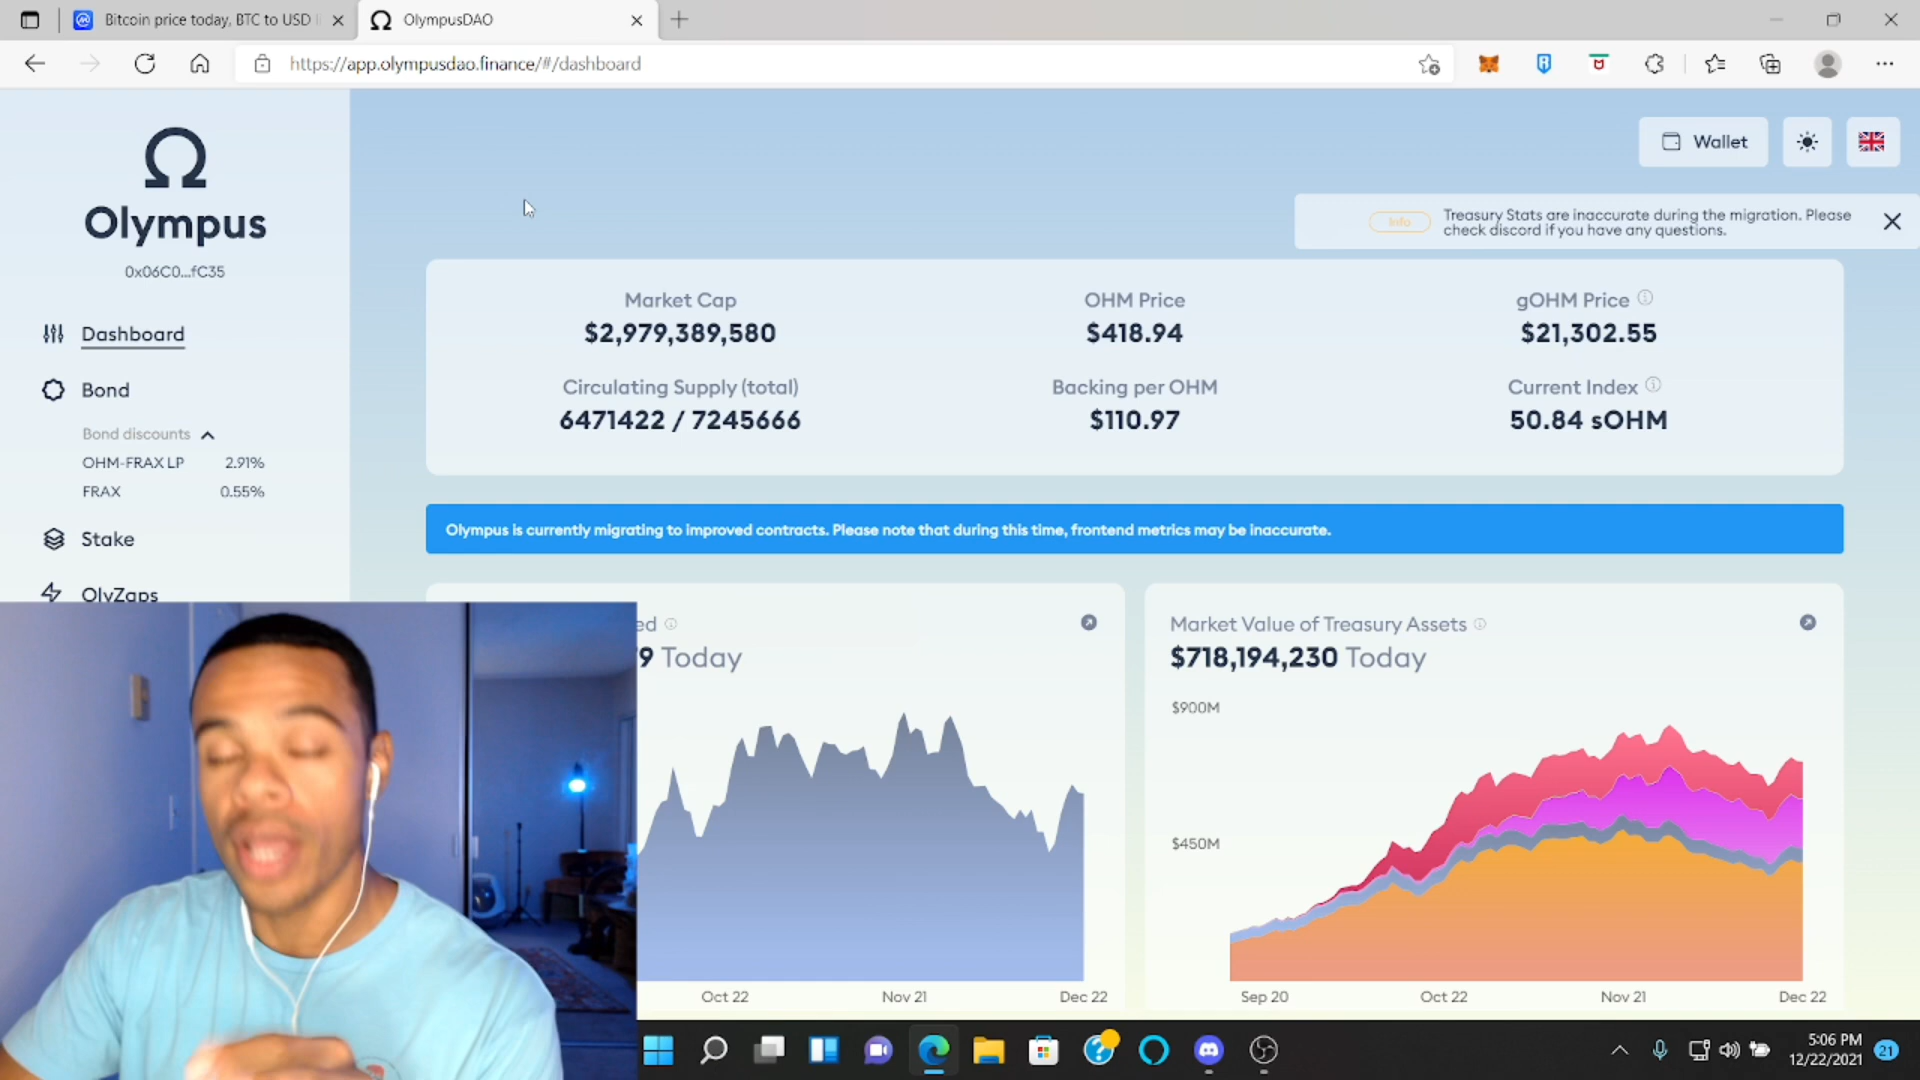 Bitcoin price today, BTC to USD
OlympusDAO
https://app.olympusdao.finance/#/dashboard
Olympus
0x06C0...fC35
Dashboard
Bond
Bond discounts
OHM-FRAX LP 2.91%
FRAX 0.55%
Stake
OlyZaps
Wallet
Info
Treasury Stats are inaccurate during the migration. Please
check discord if you have any questions.
Market Cap
$2,979,389,580
OHM Price
$418.94
gOHM Price
$21,302.55
Circulating Supply (total)
6471422 / 7245666
Backing per OHM
$110.97
Current Index
50.84 sOHM
Olympus is currently migrating to improved contracts. Please note that during this time, frontend metrics may be inaccurate.
ed
9 Today
Oct 22 Nov 21 Dec 22
Market Value of Treasury Assets
$718,194,230 Today
$900M
$450M
Sep 20 Oct 22 Nov 21 Dec 22
5:06 PM
12/22/2021
21